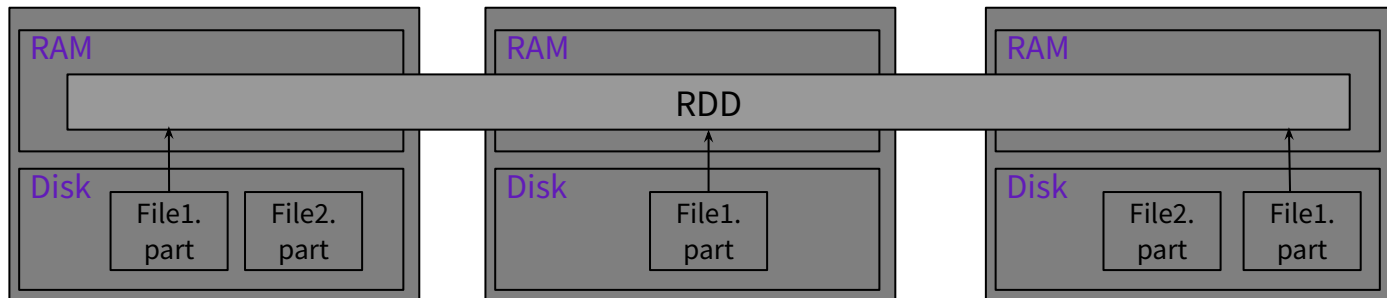 RAM
RAM
RAM
RDD
Disk
Disk
Disk
File1.
part
File2.
part
File1.
part
File2.
part
File1.
part